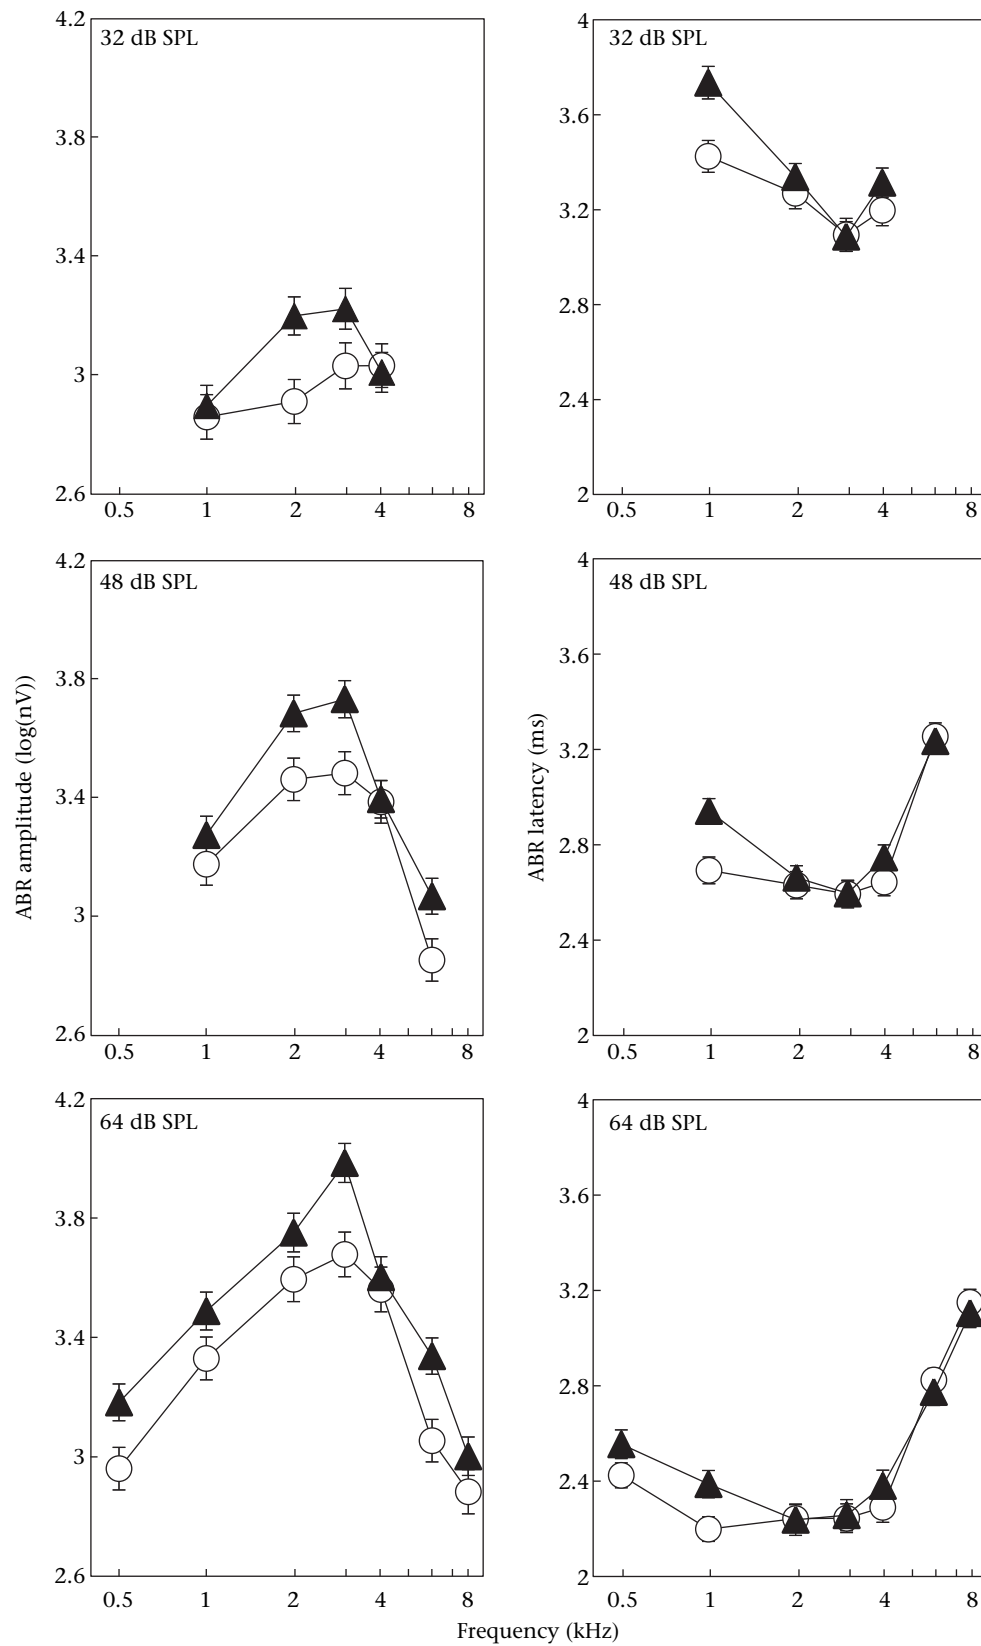 4.2
32 dB SPL
3.8
3.4
3
2.6
0.5 1 2 4 8
4
32 dB SPL
3.6
3.2
2.8
2.4
2
0.5 1 2 4 8
4.2
48 dB SPL
3.8
3.4
3
2.6
0.5 1 2 4 8
ABR amplitude (log(nV))
4
48 dB SPL
3.6
3.2
2.8
2.4
2
0.5 1 2 4 8
ABR latency (ms)
4.2
64 dB SPL
3.8
3.4
3
2.6
0.5 1 2 4 8
4
64 dB SPL
3.6
3.2
2.8
2.4
2
0.5 1 2 4 8
Frequency (kHz)